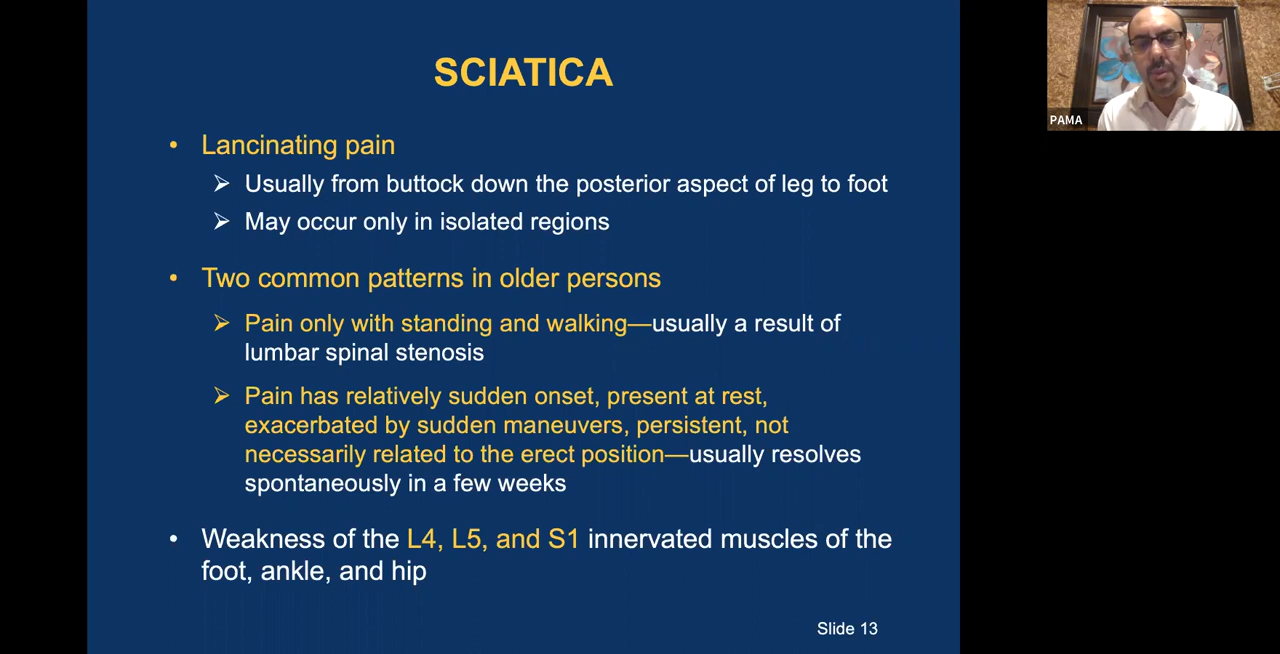 SCIATICA
• Lancinating pain
➢ Usually from buttock down the posterior aspect of leg to foot
➢ May occur only in isolated regions
• Two common patterns in older persons
➢ Pain only with standing and walking—usually a result of
lumbar spinal stenosis
➢ Pain has relatively sudden onset, present at rest,
exacerbated by sudden maneuvers, persistent, not
necessarily related to the erect position—usually resolves
spontaneously in a few weeks
• Weakness of the L4, L5, and S1 innervated muscles of the
foot, ankle, and hip
Slide 13
PAMA